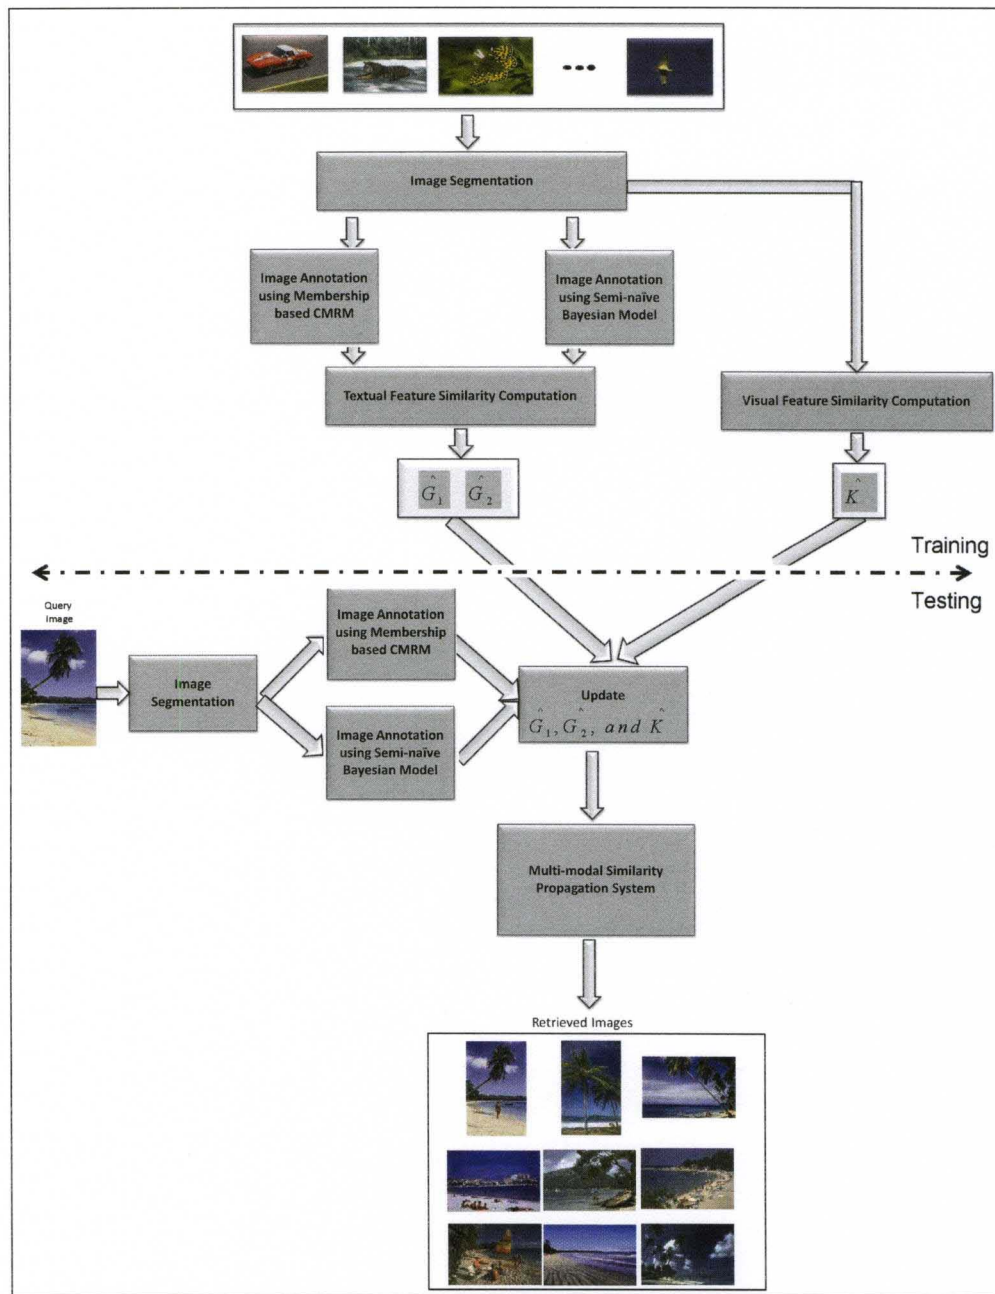 Image Segmentation
Image Annotation
using Membership
based CMRM
Image Annotation
using Semi-naïve
Bayesian Model
Textual Feature Similarity Computation
Visual Feature Similarity Computation
Ĝ₁ Ĝ₂
K̂
Training
Testing
Query
Image
Image
Segmentation
Image Annotation
using Membership
based CMRM
Image Annotation
using Semi-naïve
Bayesian Model
Update
Ĝ₁, Ĝ₂, and K̂
Multi-modal Similarity
Propagation System
Retrieved Images